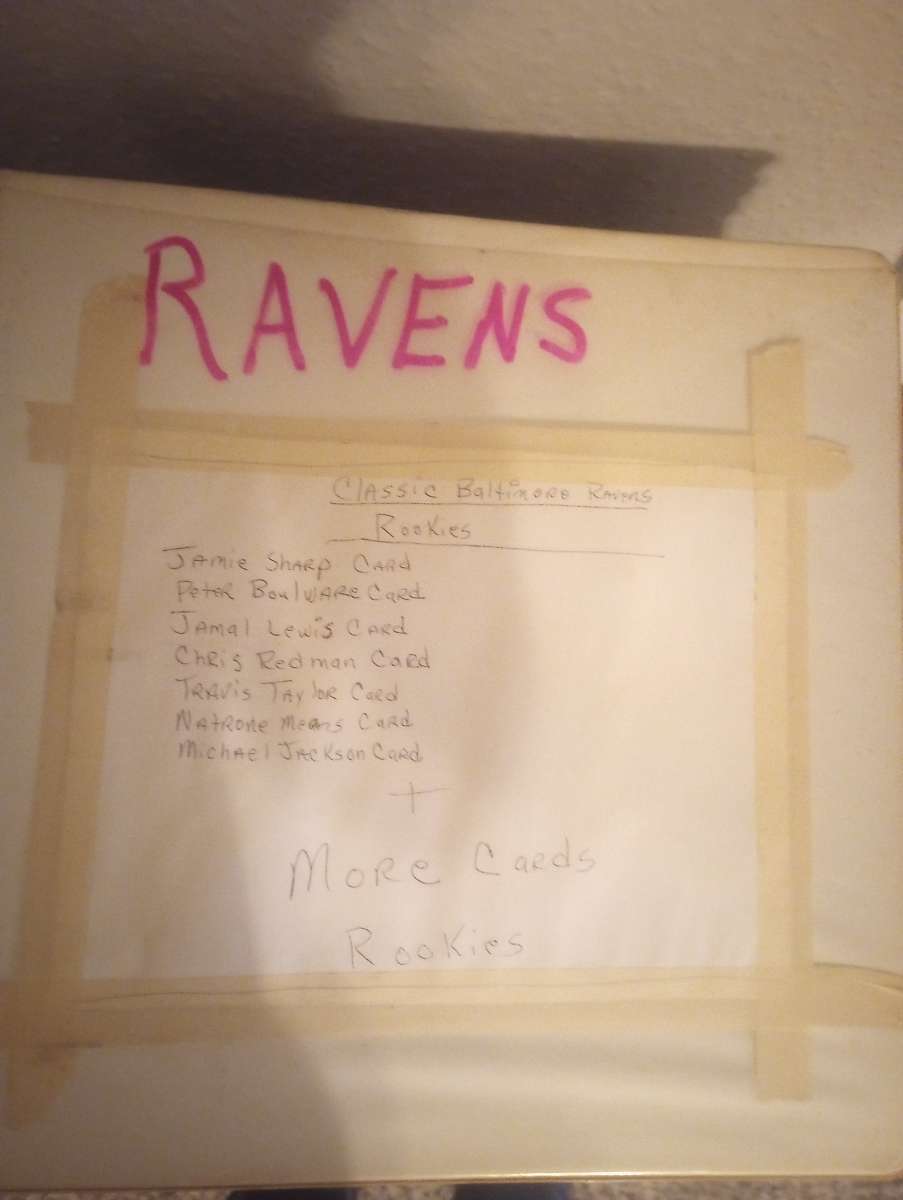 RAVENS
Classic Baltimore Ravens
Rookies
Jamie Sharp Card
Peter Boulware Card
Jamal Lewis Card
Chris Redman Card
Travis Taylor Card
Natrone Means Card
Michael Jackson Card
+
More Cards
Rookies